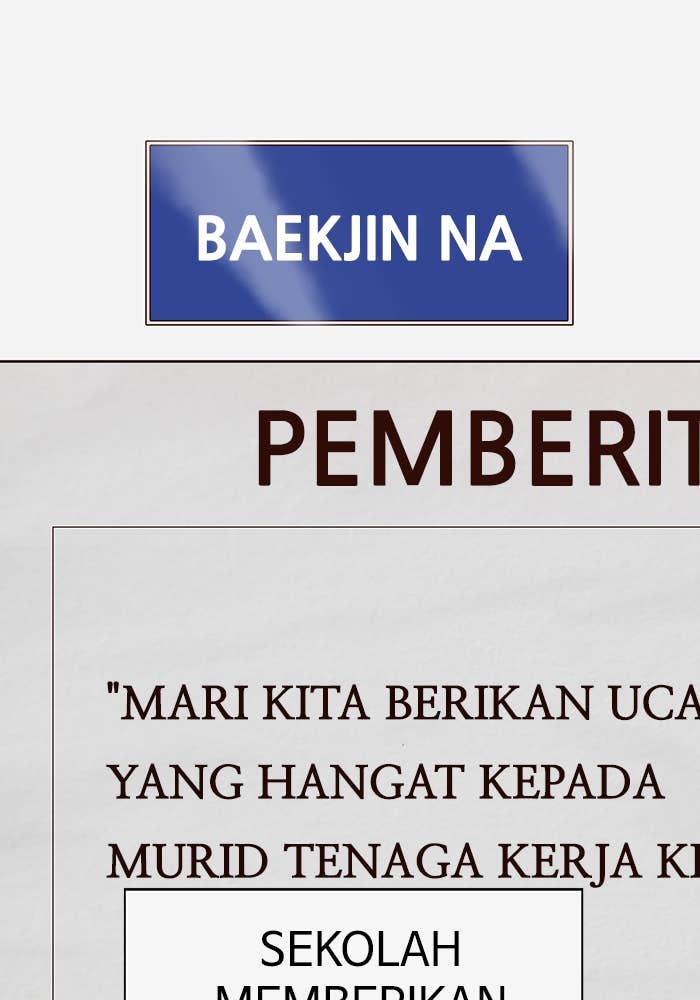 BAEKJIN NA
PEMBERIT
"MARI KITA BERIKAN UCA
YANG HANGAT KEPADA
MURID TENAGA KERJA
SEKOLAH
MEMBERIKAN